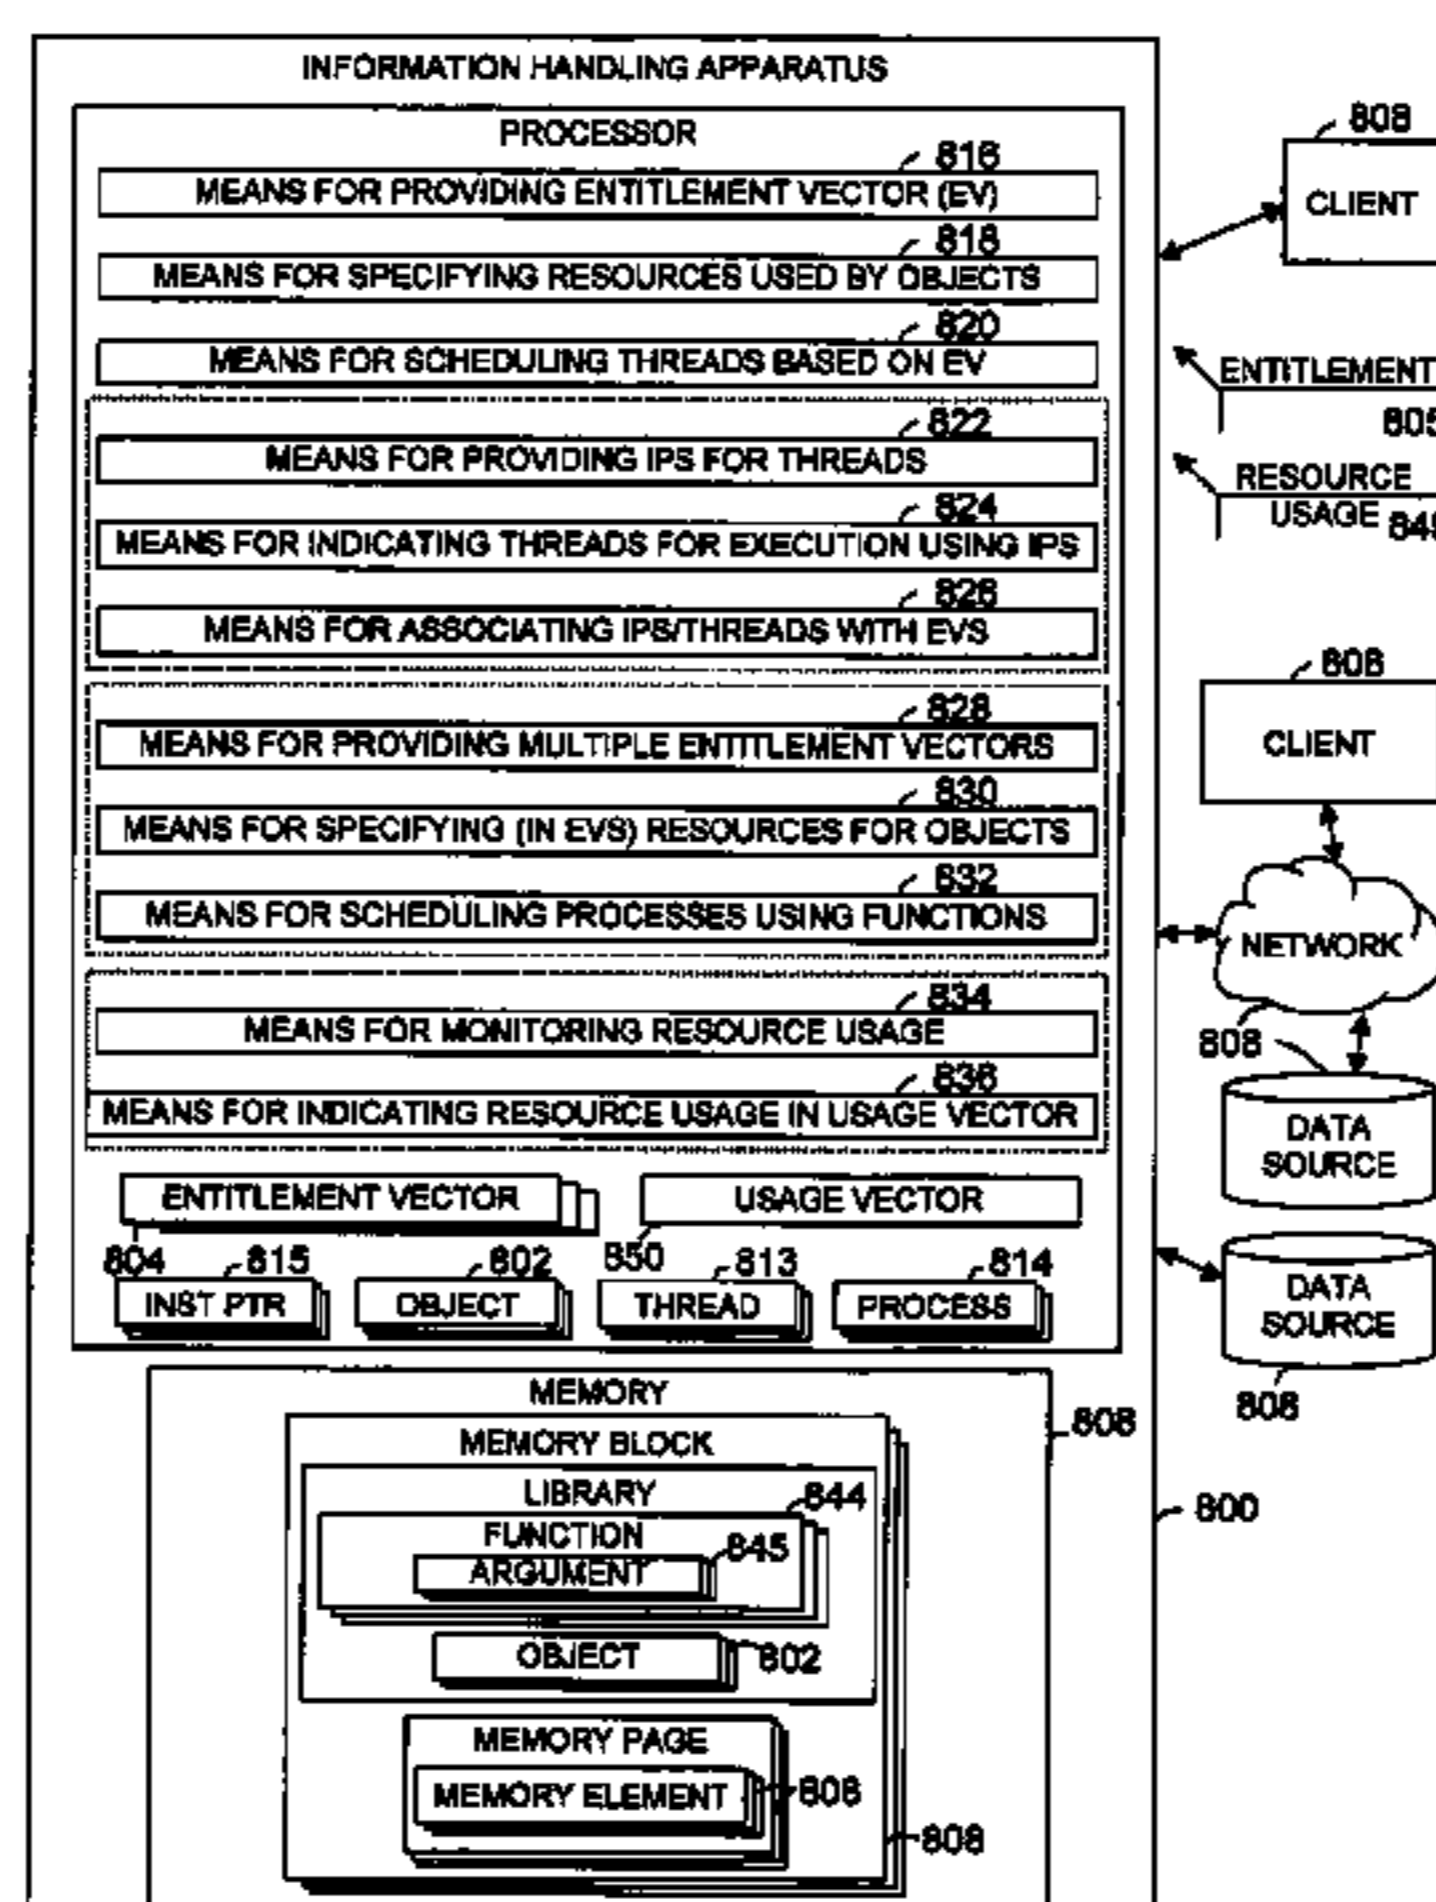 INFORMATION HANDLING APPARATUS
PROCESSOR
816
MEANS FOR PROVIDING ENTITLEMENT VECTOR (EV)
818
MEANS FOR SPECIFYING RESOURCES USED BY OBJECTS
820
MEANS FOR SCHEDULING THREADS BASED ON EV
822
MEANS FOR PROVIDING IPS FOR THREADS
824
MEANS FOR INDICATING THREADS FOR EXECUTION USING IPS
826
MEANS FOR ASSOCIATING IPS/THREADS WITH EVS
828
MEANS FOR PROVIDING MULTIPLE ENTITLEMENT VECTORS
830
MEANS FOR SPECIFYING (IN EVS) RESOURCES FOR OBJECTS
832
MEANS FOR SCHEDULING PROCESSES USING FUNCTIONS
834
MEANS FOR MONITORING RESOURCE USAGE
836
MEANS FOR INDICATING RESOURCE USAGE IN USAGE VECTOR
ENTITLEMENT VECTOR
USAGE VECTOR
804
815
802
850
813
814
INST PTR
OBJECT
THREAD
PROCESS
MEMORY
808
MEMORY BLOCK
LIBRARY
844
FUNCTION
845
ARGUMENT
OBJECT
802
MEMORY PAGE
MEMORY ELEMENT
808
808
808
CLIENT
ENTITLEMENT
805
RESOURCE
USAGE
808
CLIENT
NETWORK
808
DATA
SOURCE
DATA
SOURCE
808
800